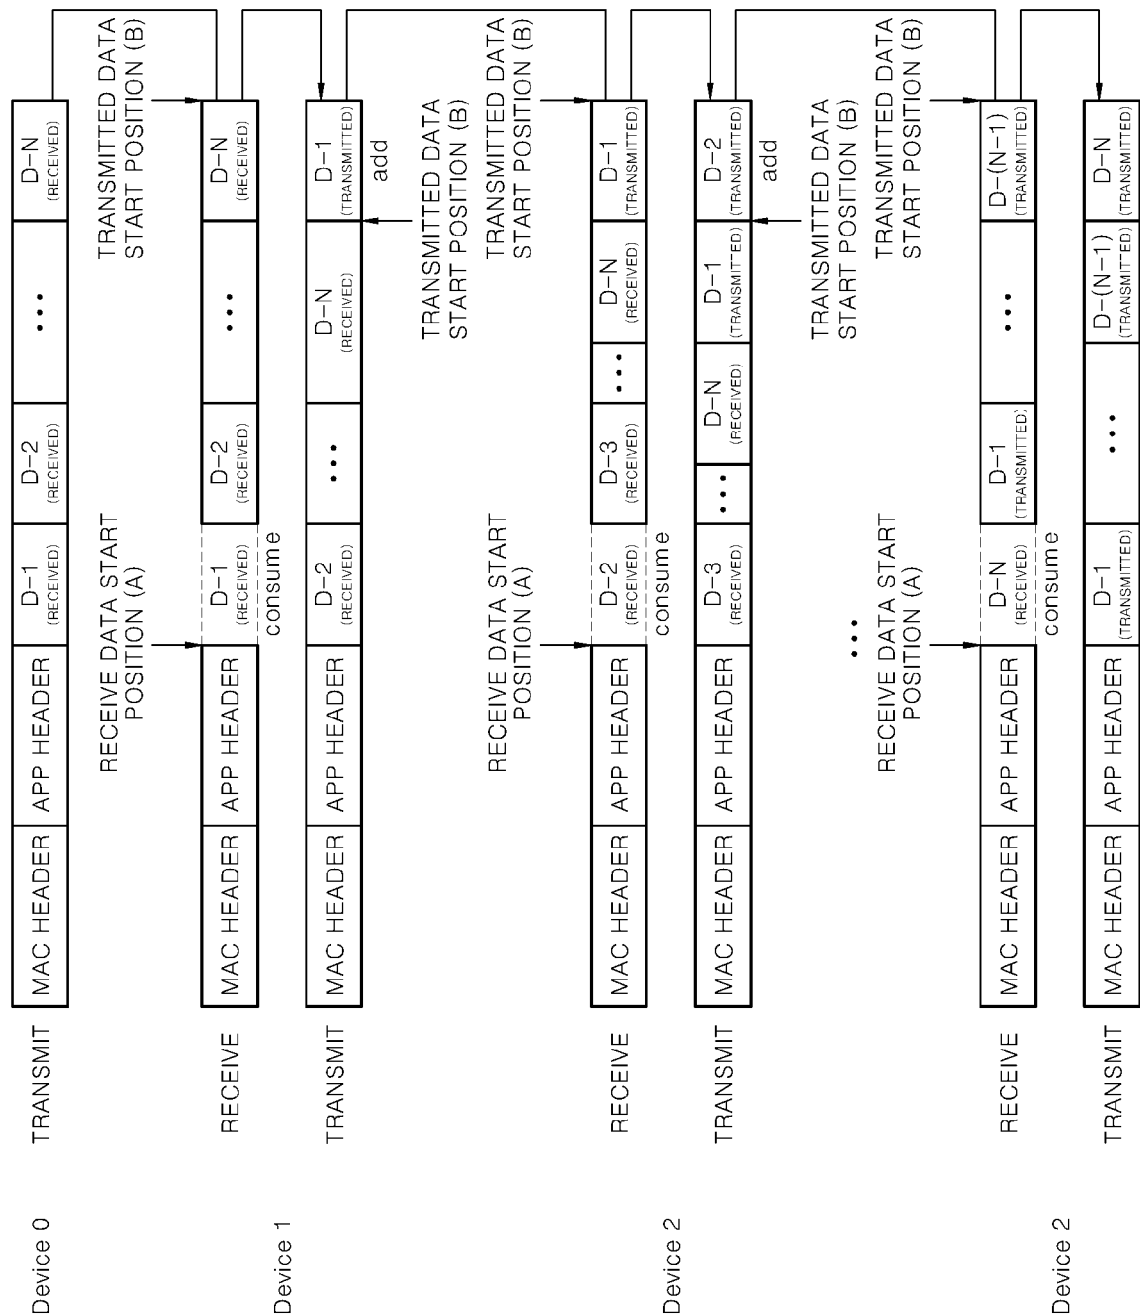 Device 0
TRANSMIT
MAC HEADER
APP HEADER
D-1
(RECEIVED)
D-2
(RECEIVED)
•••
D-N
(RECEIVED)
RECEIVE DATA START
POSITION (A)
TRANSMITTED DATA
START POSITION (B)
Device 1
RECEIVE
MAC HEADER
APP HEADER
D-1
(RECEIVED)
consume
D-2
(RECEIVED)
•••
D-N
(RECEIVED)
TRANSMIT
MAC HEADER
APP HEADER
D-2
(RECEIVED)
•••
D-N
(RECEIVED)
D-1
(TRANSMITTED)
add
TRANSMITTED DATA
START POSITION (B)
RECEIVE DATA START
POSITION (A)
TRANSMITTED DATA
START POSITION (B)
Device 2
RECEIVE
MAC HEADER
APP HEADER
D-2
(RECEIVED)
consume
D-3
(RECEIVED)
•••
D-N
(RECEIVED)
D-1
(TRANSMITTED)
TRANSMIT
MAC HEADER
APP HEADER
D-3
(RECEIVED)
•••
D-N
(RECEIVED)
D-1
(TRANSMITTED)
D-2
(TRANSMITTED)
add
TRANSMITTED DATA
START POSITION (B)
•••
RECEIVE DATA START
POSITION (A)
TRANSMITTED DATA
START POSITION (B)
Device 2
RECEIVE
MAC HEADER
APP HEADER
D-N
(RECEIVED)
consume
D-1
(TRANSMITTED)
•••
D-(N-1)
(TRANSMITTED)
TRANSMIT
MAC HEADER
APP HEADER
D-1
(TRANSMITTED)
•••
D-(N-1)
(TRANSMITTED)
D-N
(TRANSMITTED)